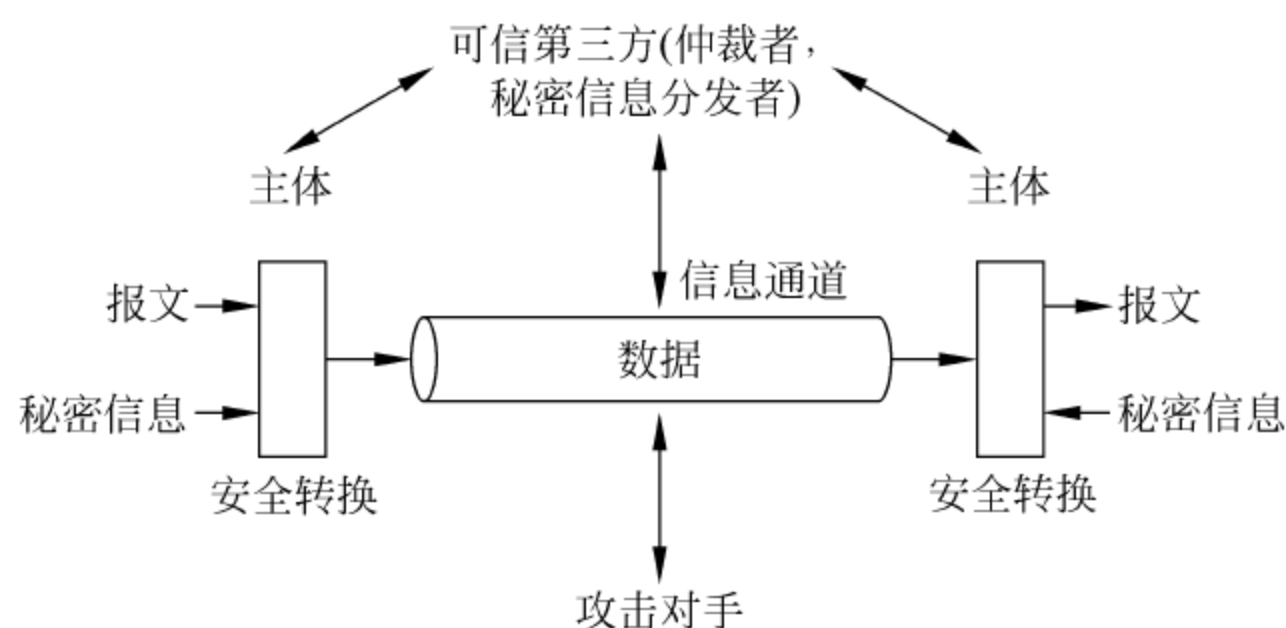 可信第三方(仲裁者，
秘密信息分发者)
主体
主体
信息通道
报文
数据
报文
秘密信息
秘密信息
安全转换
安全转换
攻击对手